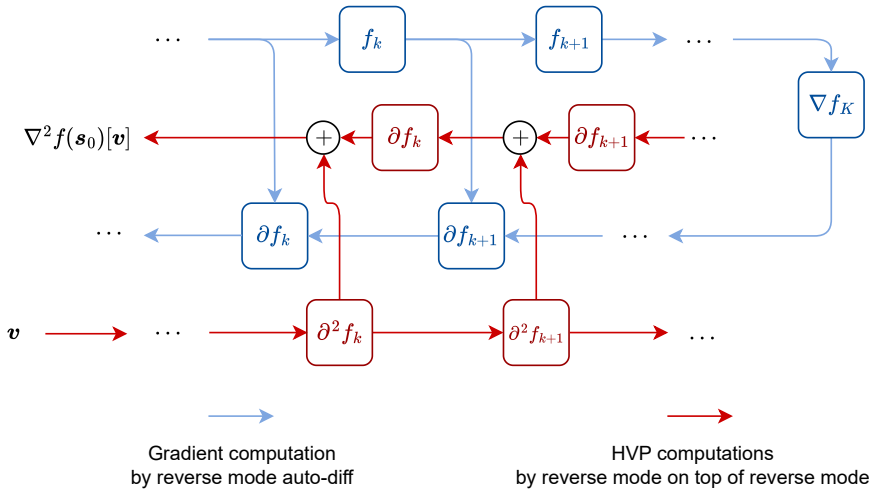 ⋯ f_k f_{k+1} ⋯
∇f_K
∇²f(s₀)[v] + ∂f_k + ∂f_{k+1} ⋯
⋯ ∂f_k ∂f_{k+1} ⋯
v ⋯ ∂²f_k ∂²f_{k+1} ⋯
Gradient computation
by reverse mode auto-diff
HVP computations
by reverse mode on top of reverse mode